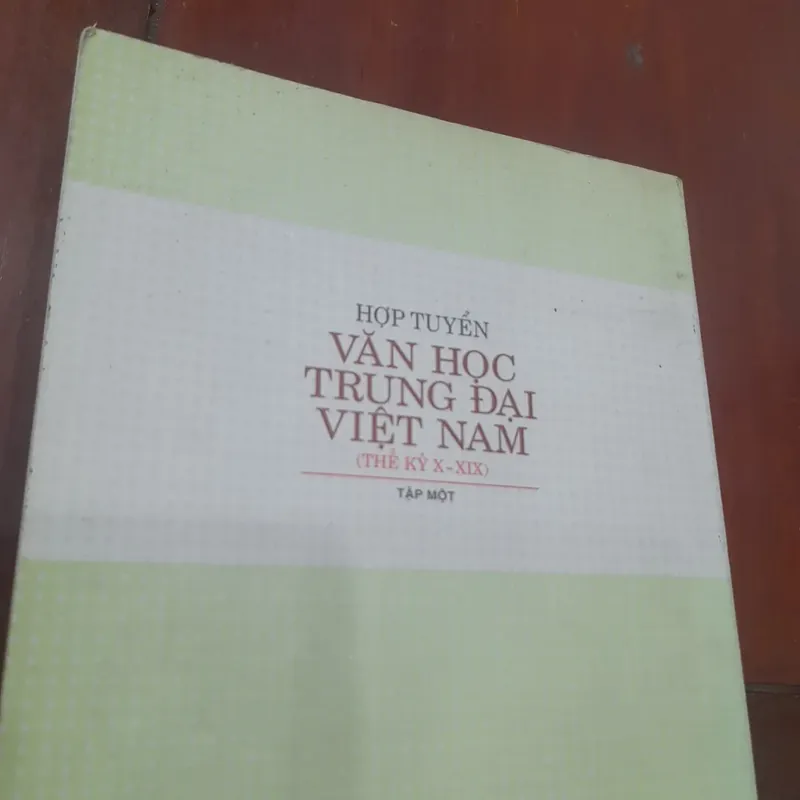 HỢP TUYỂN
VĂN HỌC
TRUNG ĐẠI
VIỆT NAM
(THẾ KỶ X-XIX)
TẬP MỘT